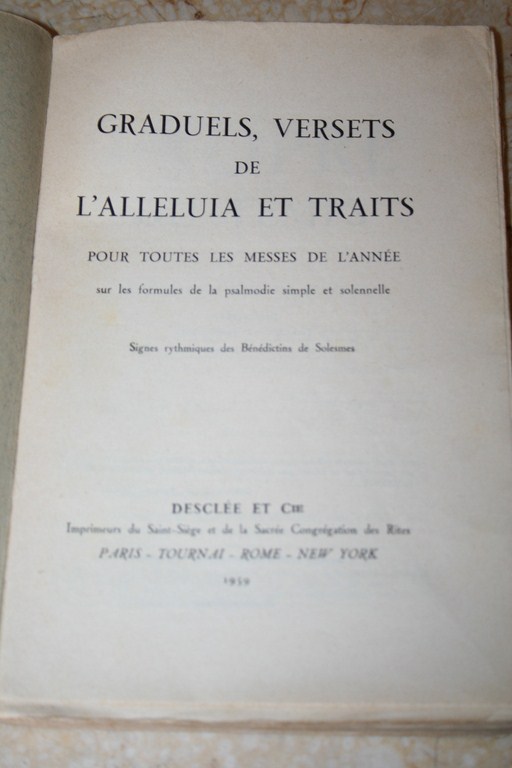 GRADUELS, VERSETS
DE
L'ALLELUIA ET TRAITS
POUR TOUTES LES MESSES DE L'ANNÉE
sur les formules de la psalmodie simple et solennelle
Signes rythmiques des Bénédictins de Solesmes
DESCLÉE ET CIE
Imprimeurs du Saint-Siège et de la Sacrée Congrégation des Rites
PARIS - TOURNAI - ROME - NEW YORK
1959